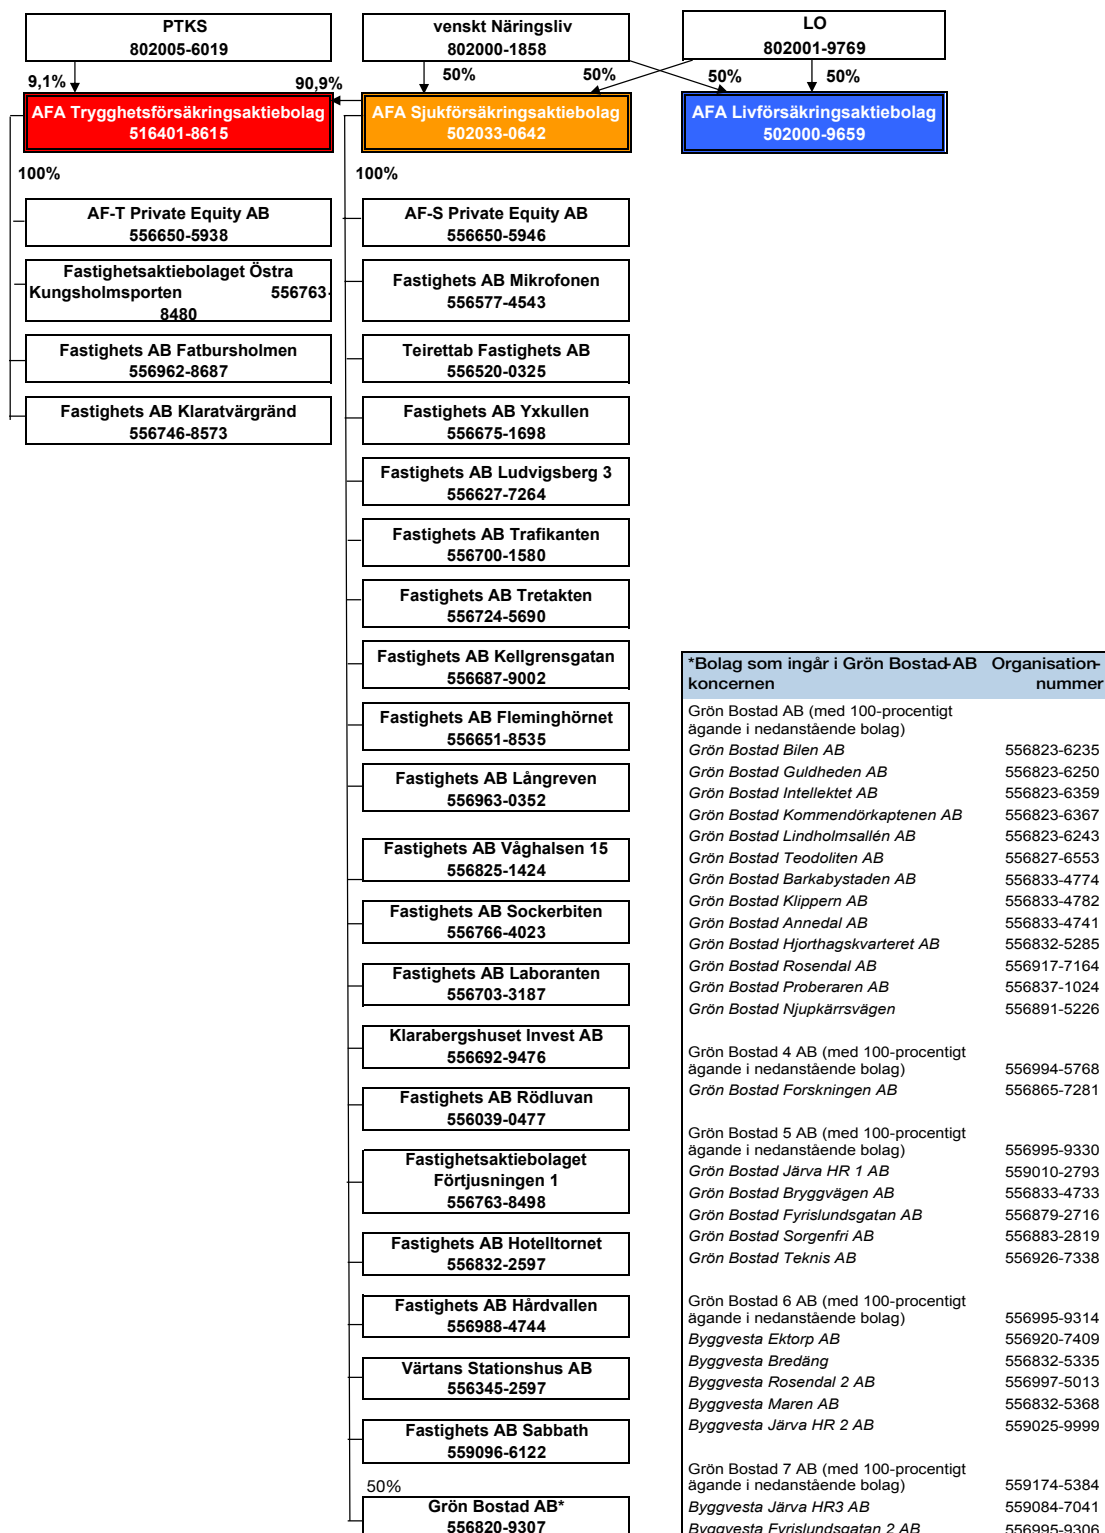 PTKS
802005-6019
venskt Näringsliv
802000-1858
LO
802001-9769
9,1%
90,9%
50%
50%
50%
50%
AFA Trygghetsförsäkringsaktiebolag
516401-8615
AFA Sjukförsäkringsaktiebolag
502033-0642
AFA Livförsäkringsaktiebolag
502000-9659
100%
AF-T Private Equity AB
556650-5938
Fastighetsaktiebolaget Östra
Kungsholmsporten 556763-
8480
Fastighets AB Fatbursholmen
556962-8687
Fastighets AB Klaratvärgränd
556746-8573
100%
AF-S Private Equity AB
556650-5946
Fastighets AB Mikrofonen
556577-4543
Teirettab Fastighets AB
556520-0325
Fastighets AB Yxkullen
556675-1698
Fastighets AB Ludvigsberg 3
556627-7264
Fastighets AB Trafikanten
556700-1580
Fastighets AB Tretakten
556724-5690
Fastighets AB Kellgrensgatan
556687-9002
Fastighets AB Fleminghörnet
556651-8535
Fastighets AB Långreven
556963-0352
Fastighets AB Våghalsen 15
556825-1424
Fastighets AB Sockerbiten
556766-4023
Fastighets AB Laboranten
556703-3187
Klarabergshuset Invest AB
556692-9476
Fastighets AB Rödluvan
556039-0477
Fastighetsaktiebolaget
Förtjusningen 1
556763-8498
Fastighets AB Hotelltornet
556832-2597
Fastighets AB Hårdvallen
556988-4744
Värtans Stationshus AB
556345-2597
Fastighets AB Sabbath
559096-6122
50%
Grön Bostad AB*
556820-9307
*Bolag som ingår i Grön Bostad-AB Organisation-
koncernen nummer
Grön Bostad AB (med 100-procentigt
ägande i nedanstående bolag)
Grön Bostad Bilen AB 556823-6235
Grön Bostad Guldheden AB 556823-6250
Grön Bostad Intellektet AB 556823-6359
Grön Bostad Kommendörkaptenen AB 556823-6367
Grön Bostad Lindholmsallén AB 556823-6243
Grön Bostad Teodoliten AB 556827-6553
Grön Bostad Barkabystaden AB 556833-4774
Grön Bostad Klippern AB 556833-4782
Grön Bostad Annedal AB 556833-4741
Grön Bostad Hjorthagskvarteret AB 556832-5285
Grön Bostad Rosendal AB 556917-7164
Grön Bostad Proberaren AB 556837-1024
Grön Bostad Njupkärrsvägen 556891-5226
Grön Bostad 4 AB (med 100-procentigt
ägande i nedanstående bolag) 556994-5768
Grön Bostad Forskningen AB 556865-7281
Grön Bostad 5 AB (med 100-procentigt
ägande i nedanstående bolag) 556995-9330
Grön Bostad Järva HR 1 AB 559010-2793
Grön Bostad Bryggvägen AB 556833-4733
Grön Bostad Fyrislundsgatan AB 556879-2716
Grön Bostad Sorgenfri AB 556883-2819
Grön Bostad Teknis AB 556926-7338
Grön Bostad 6 AB (med 100-procentigt
ägande i nedanstående bolag) 556995-9314
Byggvesta Ektorp AB 556920-7409
Byggvesta Bredäng 556832-5335
Byggvesta Rosendal 2 AB 556997-5013
Byggvesta Maren AB 556832-5368
Byggvesta Järva HR 2 AB 559025-9999
Grön Bostad 7 AB (med 100-procentigt
ägande i nedanstående bolag) 559174-5384
Byggvesta Järva HR3 AB 559084-7041
Byggvesta Fyrislundsgatan 2 AB 556995-9306